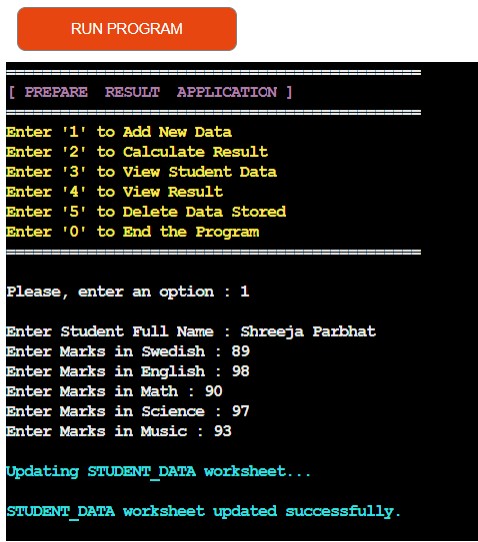 RUN PROGRAM
==============================================
[ PREPARE  RESULT  APPLICATION ]
==============================================
Enter '1' to Add New Data
Enter '2' to Calculate Result
Enter '3' to View Student Data
Enter '4' to View Result
Enter '5' to Delete Data Stored
Enter '0' to End the Program
==============================================
Please, enter an option : 1
Enter Student Full Name : Shreeja Parbhat
Enter Marks in Swedish : 89
Enter Marks in English : 98
Enter Marks in Math : 90
Enter Marks in Science : 97
Enter Marks in Music : 93
Updating STUDENT_DATA worksheet...
STUDENT_DATA worksheet updated successfully.